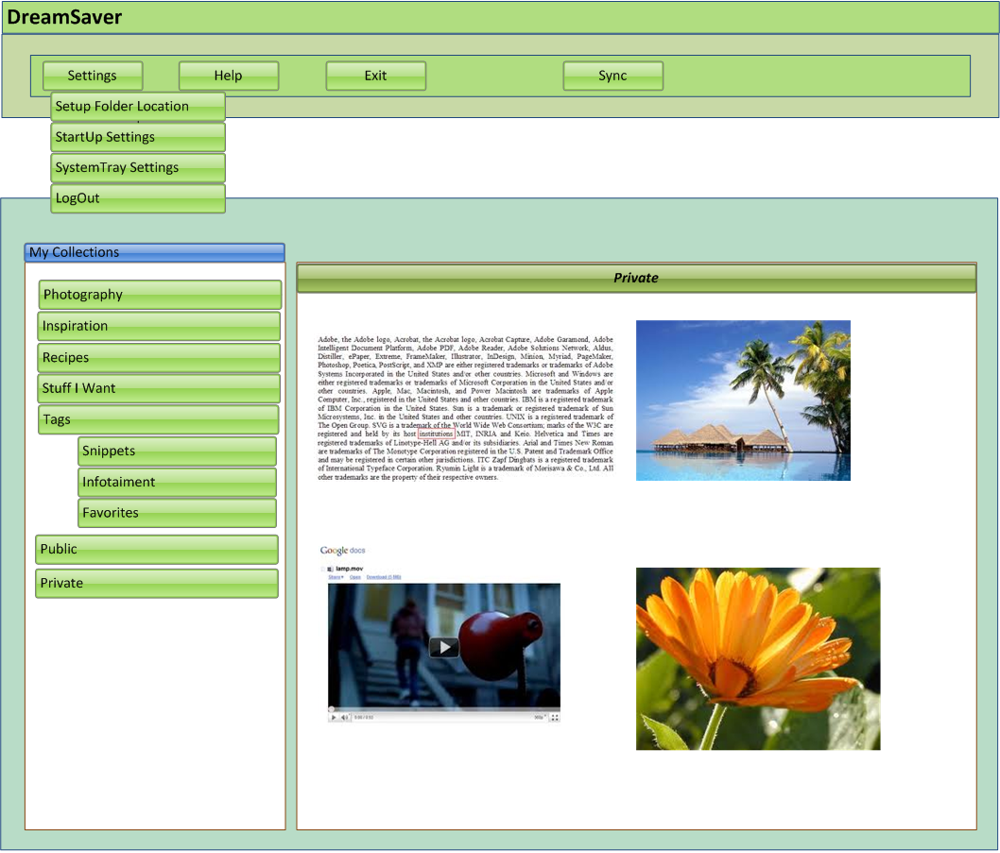 DreamSaver
Settings
Help
Exit
Sync
Setup Folder Location
StartUp Settings
SystemTray Settings
LogOut
My Collections
Photography
Inspiration
Recipes
Stuff I Want
Tags
Snippets
Infotaiment
Favorites
Public
Private
Private
Adobe, the Adobe logo, Acrobat, the Acrobat logo, Acrobat Capture, Adobe Garamond, Adobe
Intelligent Document Platform, Adobe PDF, Adobe Reader, Adobe Solutions Network, Aldus,
Distiller, ePaper, Extreme, FrameMaker, Illustrator, InDesign, Minion, Myriad, PageMaker,
Photoshop, Poetica, PostScript, and XMP are either registered trademarks or trademarks of Adobe
Systems Incorporated in the United States and/or other countries. Microsoft and Windows are
either registered trademarks or trademarks of Microsoft Corporation in the United States and/or
other countries. Apple, Mac, Macintosh, and Power Macintosh are trademarks of Apple
Computer, Inc., registered in the United States and other countries. IBM is a registered trademark
of IBM Corporation in the United States. Sun is a trademark or registered trademark of Sun
Microsystems, Inc. in the United States and other countries. UNIX is a registered trademark of
The Open Group. SVG is a trademark of the World Wide Web Consortium; marks of the W3C are
registered and held by its host institutions MIT, INRIA and Keio. Helvetica and Times are
registered trademarks of Linotype-Hell AG and/or its subsidiaries. Arial and Times New Roman
are trademarks of The Monotype Corporation registered in the U.S. Patent and Trademark Office
and may be registered in certain other jurisdictions. ITC Zapf Dingbats is a registered trademark
of International Typeface Corporation. Ryumin Light is a trademark of Morisawa & Co., Ltd. All
other trademarks are the property of their respective owners.
Google docs
lamp.mov
Share Open Download